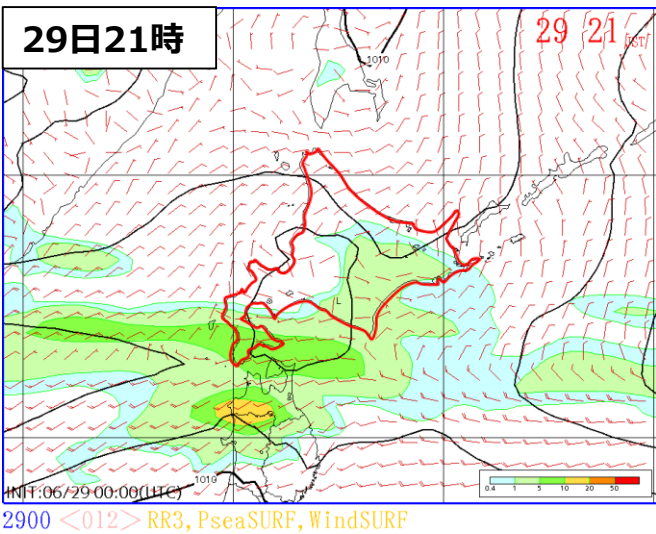 29日21時
29 21 JST
1010
L
1010
INIT:06/29 00:00(UTC)
0.4 1 5 10 20 50
2900 <012> RR3,PseaSURF,WindSURF